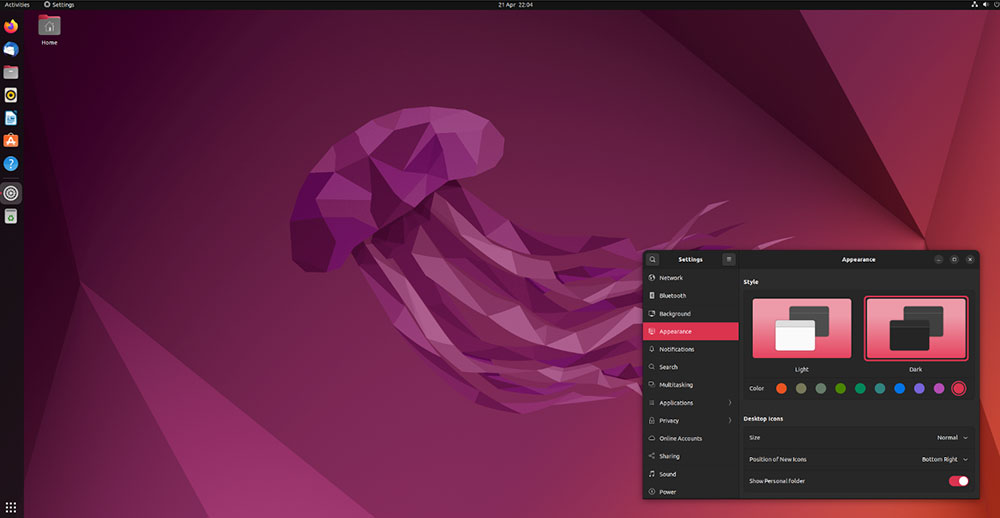 Activities
Settings
21 Apr 22:04
Home
Settings
Appearance
Network
Bluetooth
Background
Appearance
Notifications
Search
Multitasking
Applications
Privacy
Online Accounts
Sharing
Sound
Power
Style
Light
Dark
Color
Desktop Icons
Size
Normal
Position of New Icons
Bottom Right
Show Personal folder